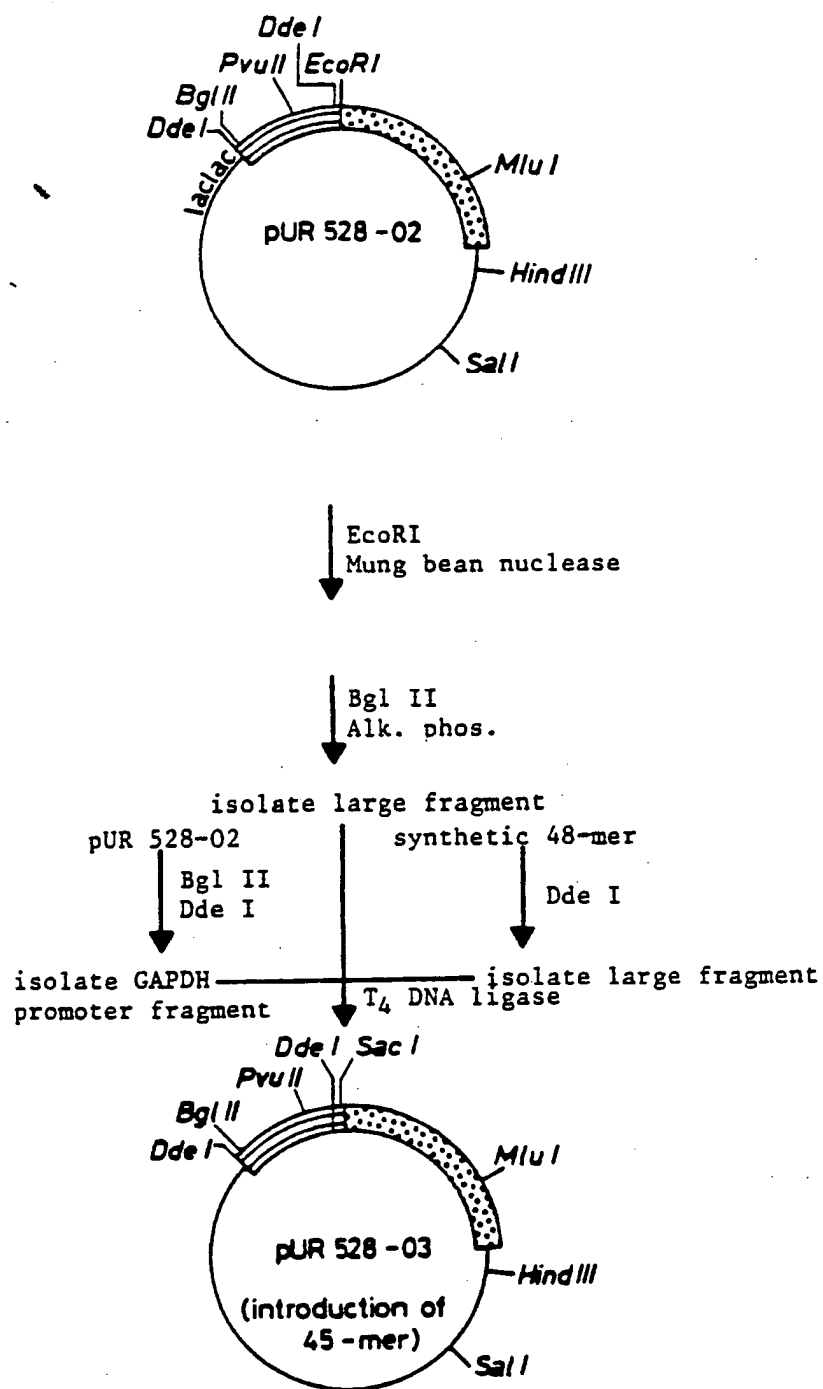 Dde I
Pvu II EcoRI
Bgl II
Dde I
laclac
Mlu I
pUR 528-02
Hind III
Sal I
EcoRI
Mung bean nuclease
Bgl II
Alk. phos.
isolate large fragment
pUR 528-02 synthetic 48-mer
Bgl II
Dde I
Dde I
isolate GAPDH isolate large fragment
promoter fragment T4 DNA ligase
Dde I Sac I
Pvu II
Bgl II
Dde I
Mlu I
pUR 528-03
Hind III
(introduction of
45-mer)
Sal I